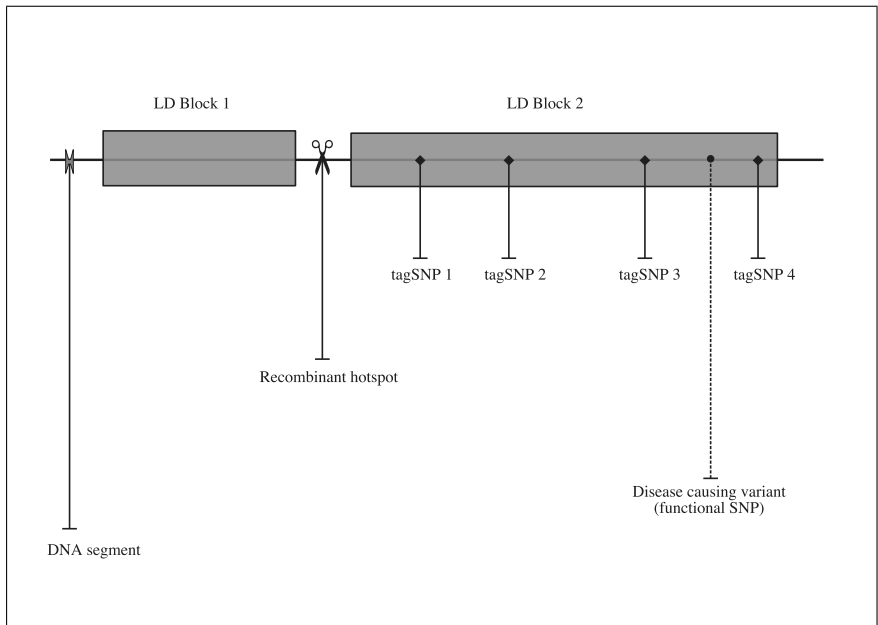 LD Block 1
LD Block 2
tagSNP 1
tagSNP 2
tagSNP 3
tagSNP 4
Recombinant hotspot
Disease causing variant
(functional SNP)
DNA segment